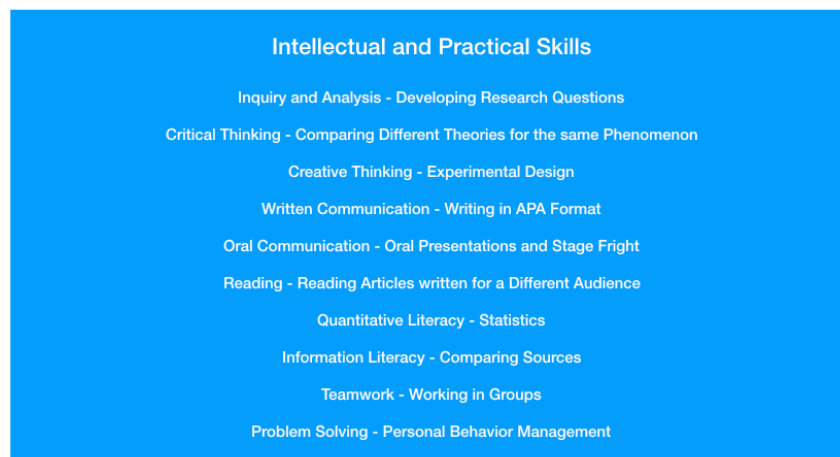 Intellectual and Practical Skills
Inquiry and Analysis - Developing Research Questions
Critical Thinking - Comparing Different Theories for the same Phenomenon
Creative Thinking - Experimental Design
Written Communication - Writing in APA Format
Oral Communication - Oral Presentations and Stage Fright
Reading - Reading Articles written for a Different Audience
Quantitative Literacy - Statistics
Information Literacy - Comparing Sources
Teamwork - Working in Groups
Problem Solving - Personal Behavior Management